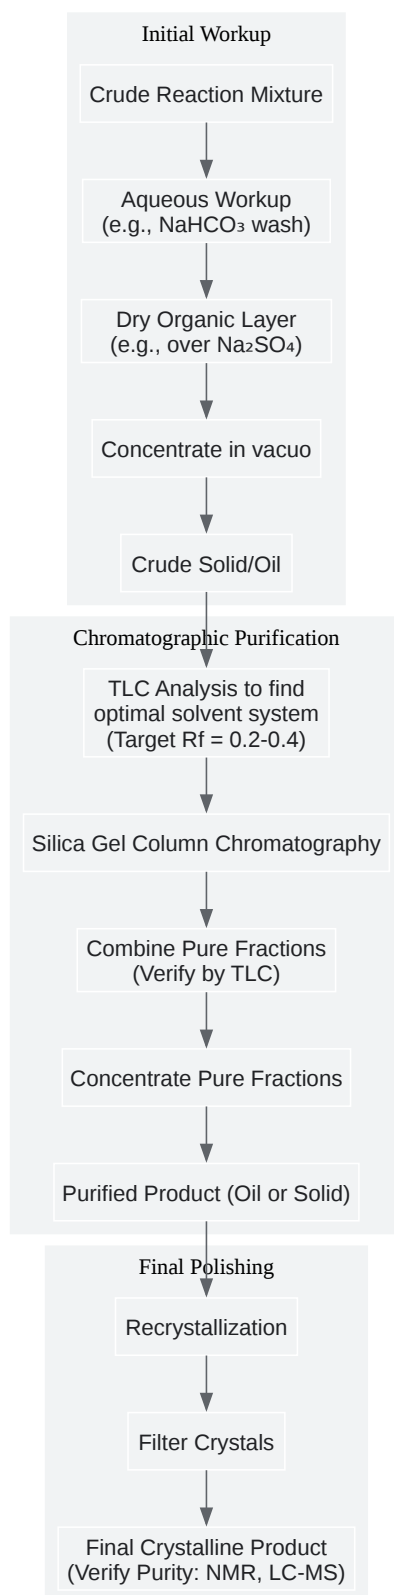 Initial Workup
Crude Reaction Mixture
Aqueous Workup
(e.g., NaHCO₃ wash)
Dry Organic Layer
(e.g., over Na₂SO₄)
Concentrate in vacuo
Crude Solid/Oil
Chromatographic Purification
TLC Analysis to find
optimal solvent system
(Target Rf = 0.2-0.4)
Silica Gel Column Chromatography
Combine Pure Fractions
(Verify by TLC)
Concentrate Pure Fractions
Purified Product (Oil or Solid)
Final Polishing
Recrystallization
Filter Crystals
Final Crystalline Product
(Verify Purity: NMR, LC-MS)